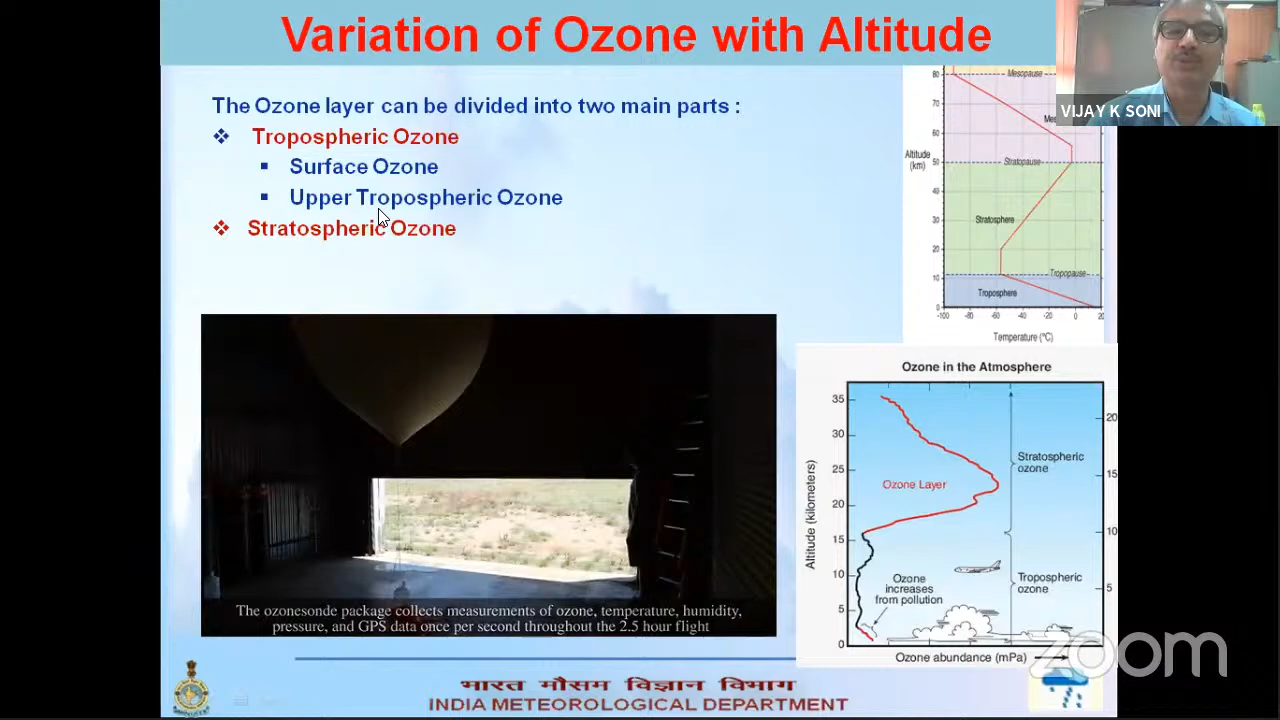 Variation of Ozone with Altitude
VIJAY K SONI
The Ozone layer can be divided into two main parts :
Tropospheric Ozone
Surface Ozone
Upper Tropospheric Ozone
Stratospheric Ozone
80
70
60
50
40
30
20
10
0
Altitude
(km)
Mesopause
Stratopause
Stratosphere
Tropopause
Troposphere
-100 -80 -60 -40 -20 0 20
Temperature (°C)
Ozone in the Atmosphere
35
30
25
20
15
10
5
0
Altitude (kilometers)
Ozone Layer
Stratospheric
ozone
Ozone
increases
from pollution
Tropospheric
ozone
20
15
10
5
Ozone abundance (mPa)
The ozonesonde package collects measurements of ozone, temperature, humidity,
pressure, and GPS data once per second throughout the 2.5 hour flight
zoom
भारत मौसम विज्ञान विभाग
INDIA METEOROLOGICAL DEPARTMENT